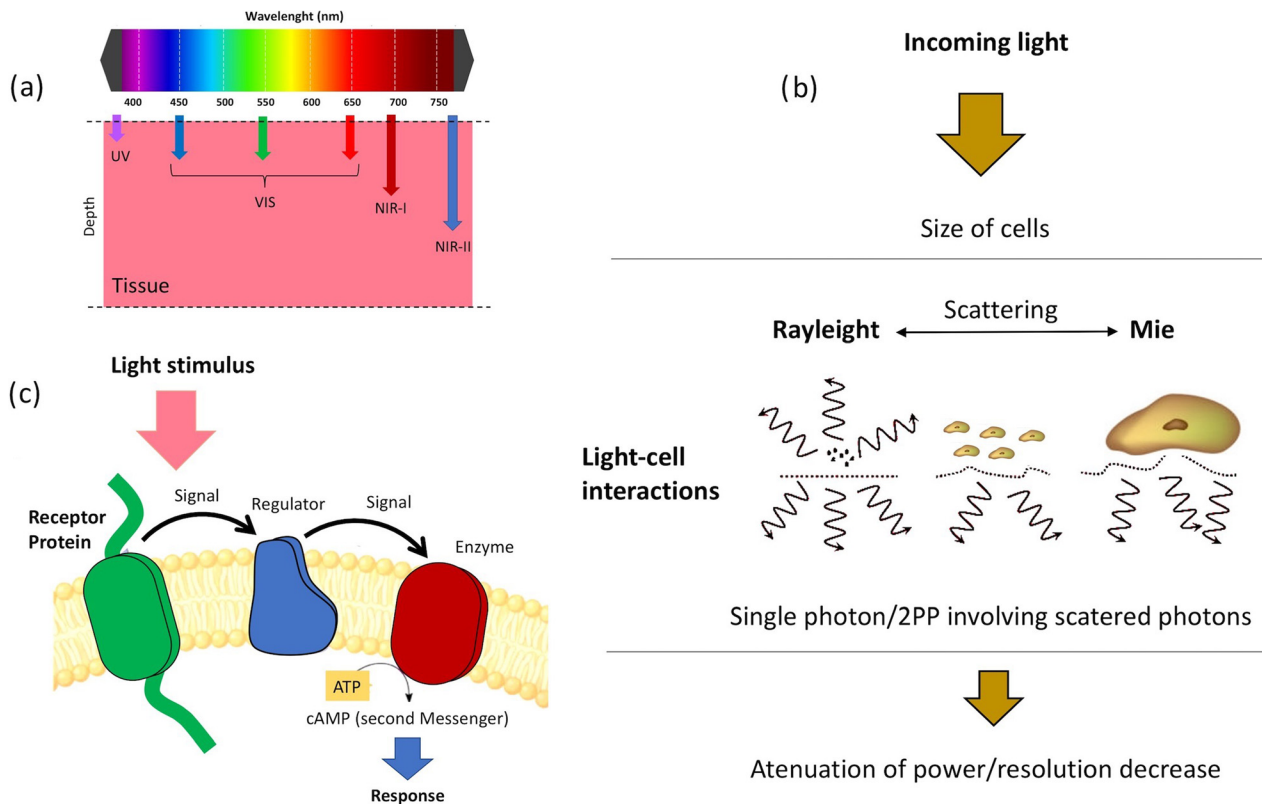 Wavelenght (nm)
(a)
400 450 500 550 600 650 700 750
UV
VIS
NIR-I
NIR-II
Depth
Tissue
(b)
Incoming light
Size of cells
Scattering
Rayleight
Mie
Light-cell
interactions
Single photon/2PP involving scatered photons
Atenuation of power/resolution decrease
(c)
Light stimulus
Signal
Regulator
Signal
Receptor
Protein
Enzyme
ATP
cAMP (second Messenger)
Response